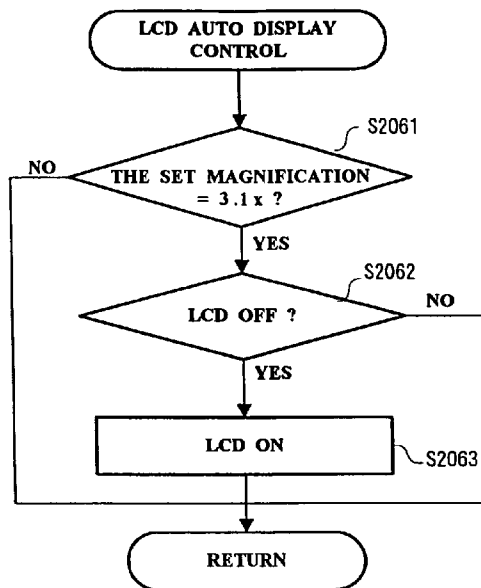 LCD AUTO DISPLAY
CONTROL
S2061
NO
THE SET MAGNIFICATION
= 3.1x ?
YES
S2062
NO
LCD OFF ?
YES
LCD ON
S2063
RETURN